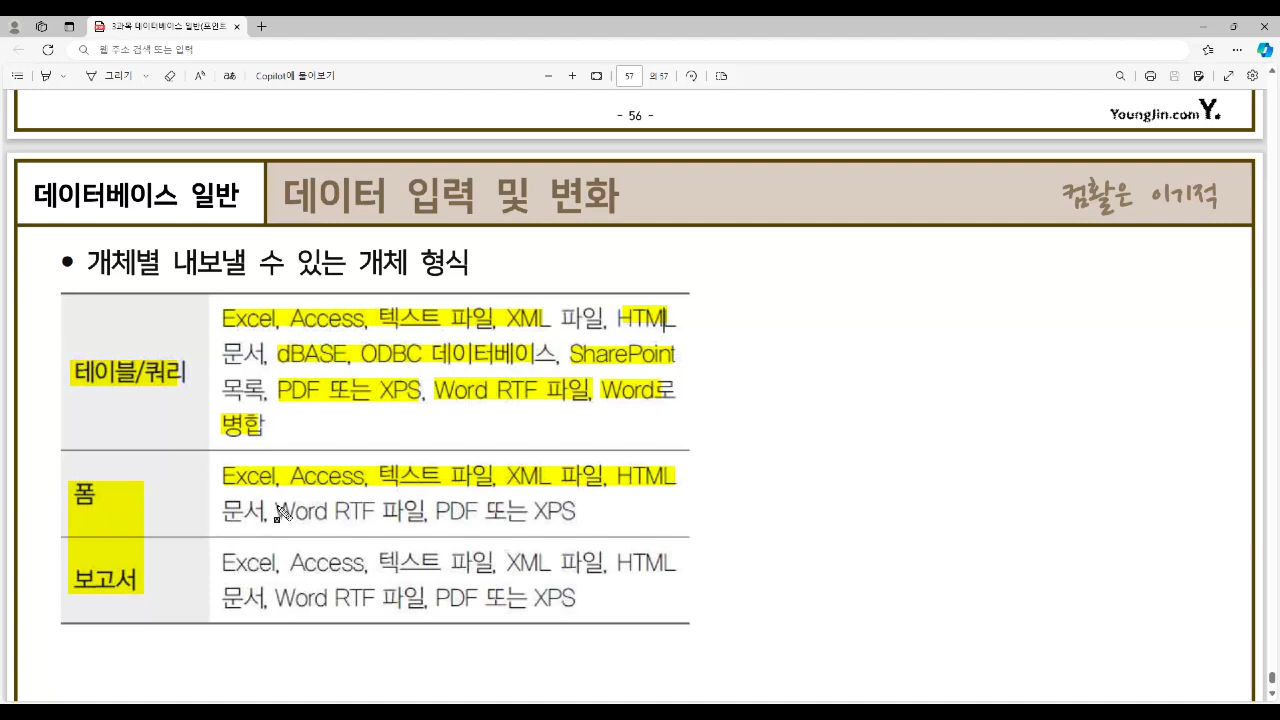 3과목 데이터베이스 일반(포인트
웹 주소 검색 또는 입력
그리기
Copilot에 물어보기
57 의 57
- 56 -
YoungJin.com Y.
데이터베이스 일반
데이터 입력 및 변화
컴활은 이기적
• 개체별 내보낼 수 있는 개체 형식
테이블/쿼리
Excel, Access, 텍스트 파일, XML 파일, HTML
문서, dBASE, ODBC 데이터베이스, SharePoint
목록, PDF 또는 XPS, Word RTF 파일, Word로
병합
폼
Excel, Access, 텍스트 파일, XML 파일, HTML
문서, Word RTF 파일, PDF 또는 XPS
보고서
Excel, Access, 텍스트 파일, XML 파일, HTML
문서, Word RTF 파일, PDF 또는 XPS